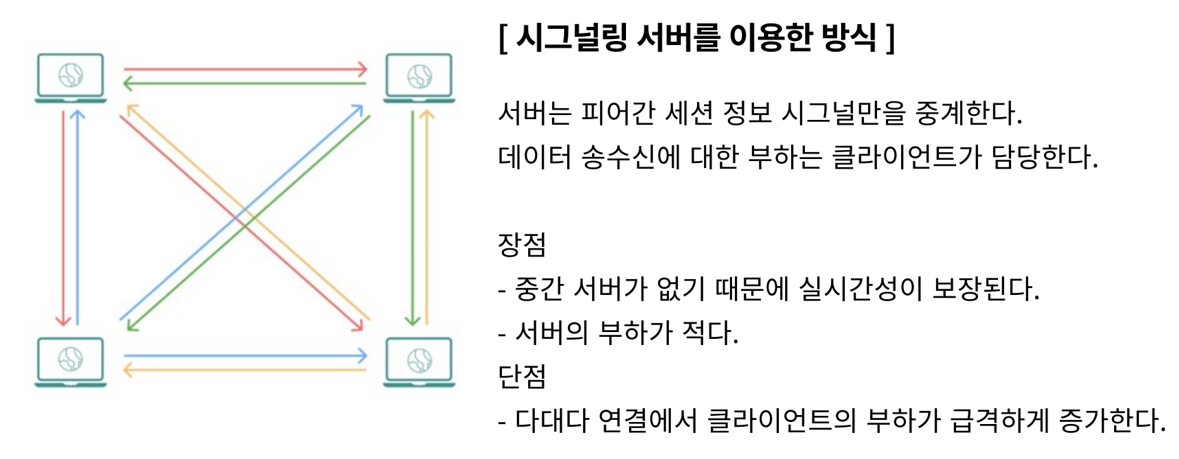 [ 시그널링 서버를 이용한 방식 ]
서버는 피어간 세션 정보 시그널만을 중계한다.
데이터 송수신에 대한 부하는 클라이언트가 담당한다.
장점
- 중간 서버가 없기 때문에 실시간성이 보장된다.
- 서버의 부하가 적다.
단점
- 다대다 연결에서 클라이언트의 부하가 급격하게 증가한다.